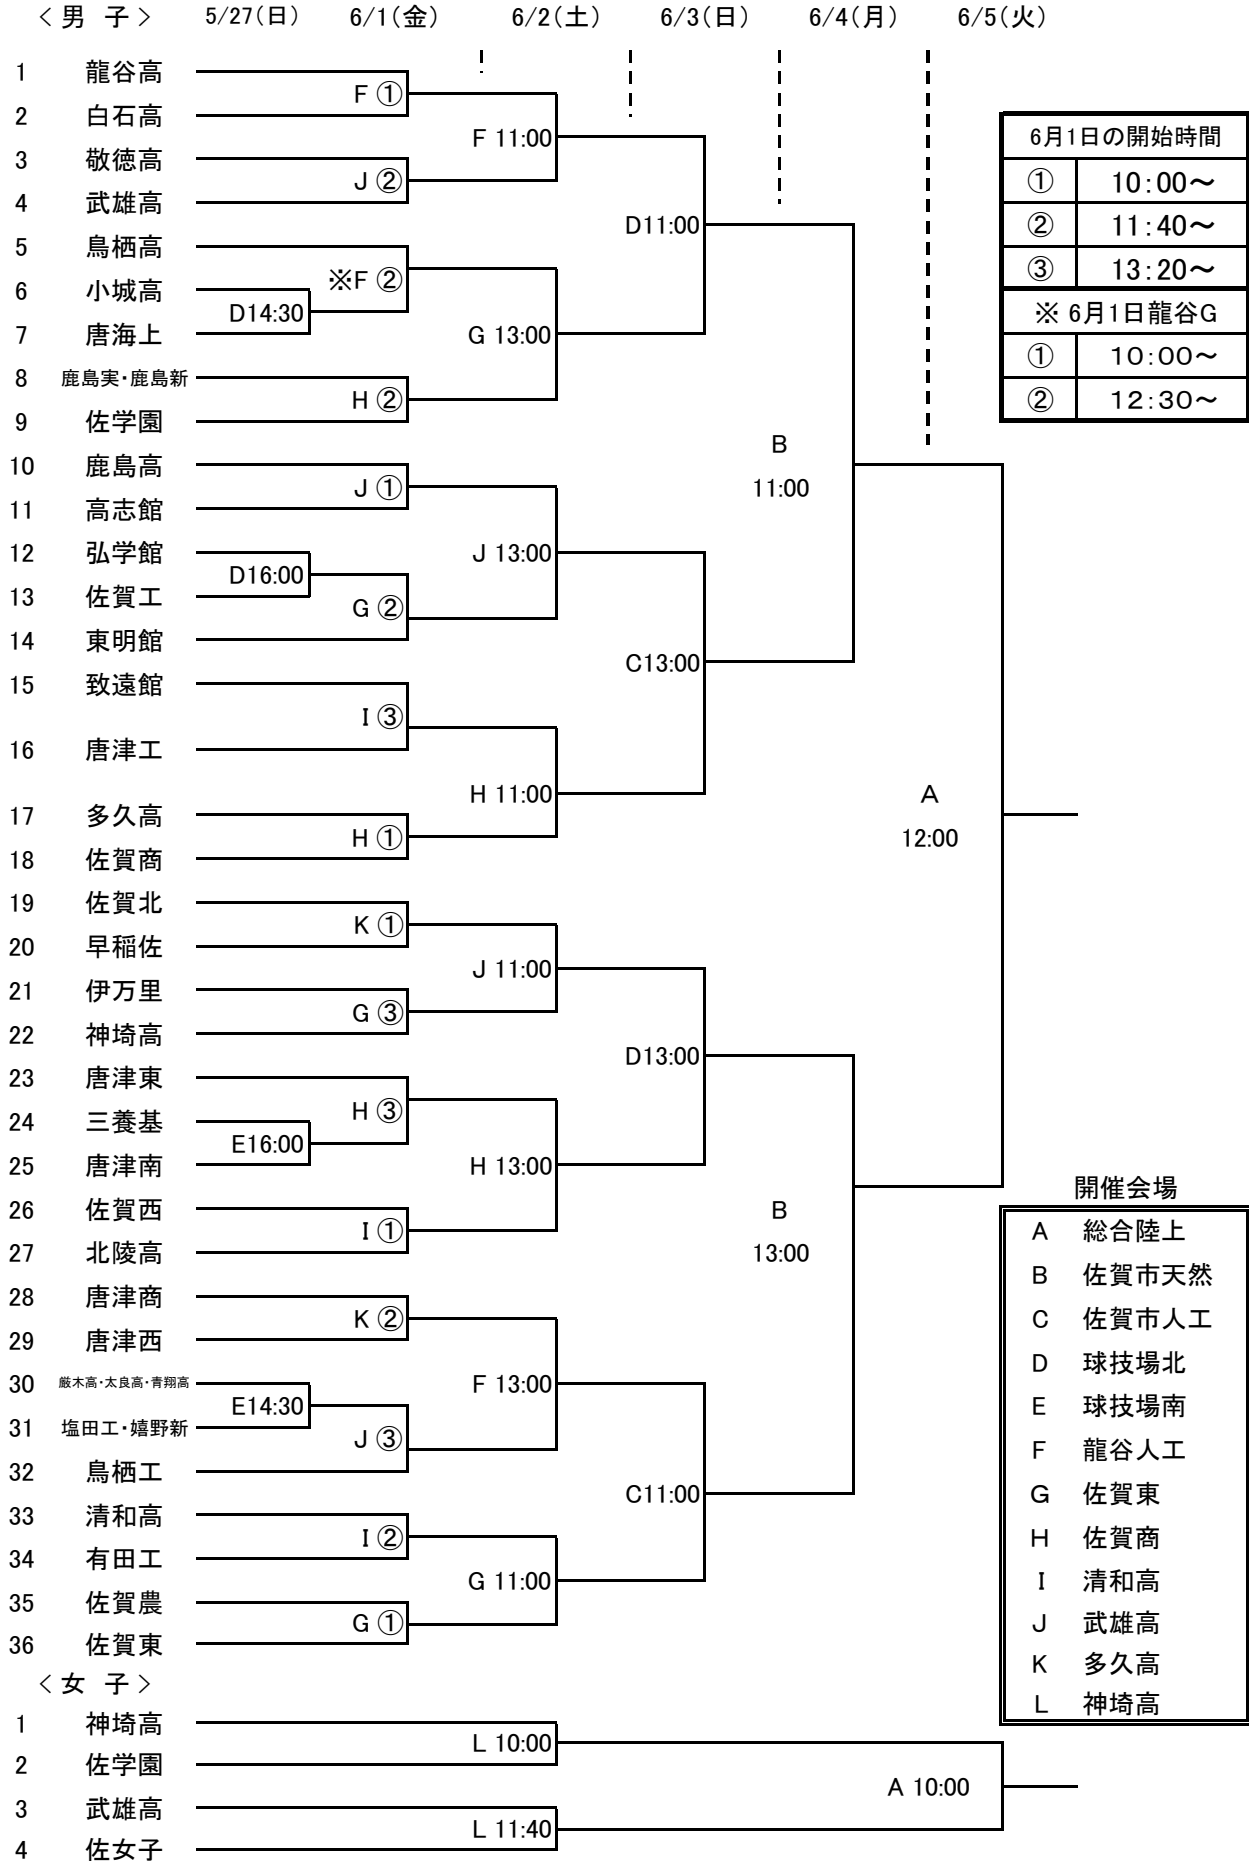 ＜男 子＞ 5/27(日) 6/1(金) 6/2(土) 6/3(日) 6/4(月) 6/5(火)
1 龍谷高
F ①
2 白石高
F 11:00
3 敬徳高
J ②
4 武雄高
D11:00
5 鳥栖高
※F ②
6 小城高
D14:30
7 唐海上
G 13:00
8 鹿島実・鹿島新
H ②
9 佐学園
B
11:00
10 鹿島高
J ①
11 高志館
12 弘学館
J 13:00
D16:00
13 佐賀工
G ②
14 東明館
C13:00
15 致遠館
I ③
16 唐津工
H 11:00
17 多久高
H ①
18 佐賀商
A
12:00
19 佐賀北
K ①
20 早稲佐
J 11:00
21 伊万里
G ③
22 神埼高
D13:00
23 唐津東
H ③
24 三養基
E16:00
25 唐津南
H 13:00
26 佐賀西
I ①
27 北陵高
B
13:00
28 唐津商
K ②
29 唐津西
30 厳木高・太良高・青翔高
F 13:00
E14:30
31 塩田工・嬉野新
J ③
32 鳥栖工
C11:00
33 清和高
I ②
34 有田工
G 11:00
35 佐賀農
G ①
36 佐賀東
＜女 子＞
1 神埼高
L 10:00
2 佐学園
A 10:00
3 武雄高
L 11:40
4 佐女子
6月1日の開始時間
① 10:00～
② 11:40～
③ 13:20～
※ 6月1日龍谷G
① 10:00～
② 12:30～
開催会場
A 総合陸上
B 佐賀市天然
C 佐賀市人工
D 球技場北
E 球技場南
F 龍谷人工
G 佐賀東
H 佐賀商
I 清和高
J 武雄高
K 多久高
L 神埼高